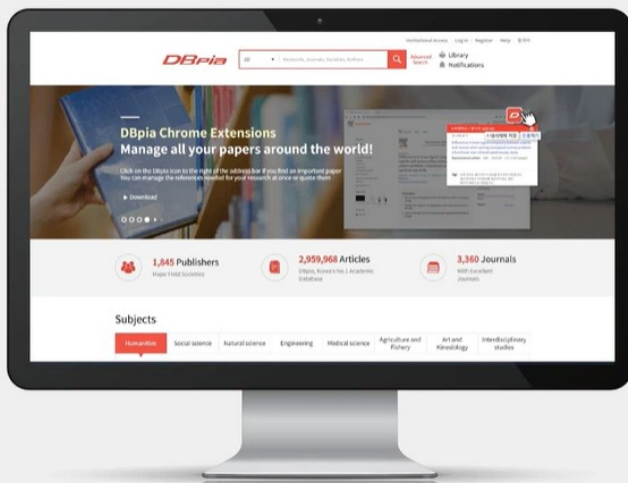 Institutional Access Log in Register Help 한국어
DBpia
All Keywords, Journals, Societies, Authors
Advanced
Search
Library
Notifications
DBpia Chrome Extensions
Manage all your papers around the world!
Click on the DBpia icon to the right of the address bar if you find an important paper
You can manage the references needed for your research at once or quote them
Download
D
1,845 Publishers
Major Field Societies
2,959,968 Articles
DBpia, Korea's No.1 Academic
Database
3,360 Journals
With Excellent
Journals
Subjects
Humanities Social science Natural science Engineering Medical science Agriculture and Fishery Art and Kinesiology Interdisciplinary studies